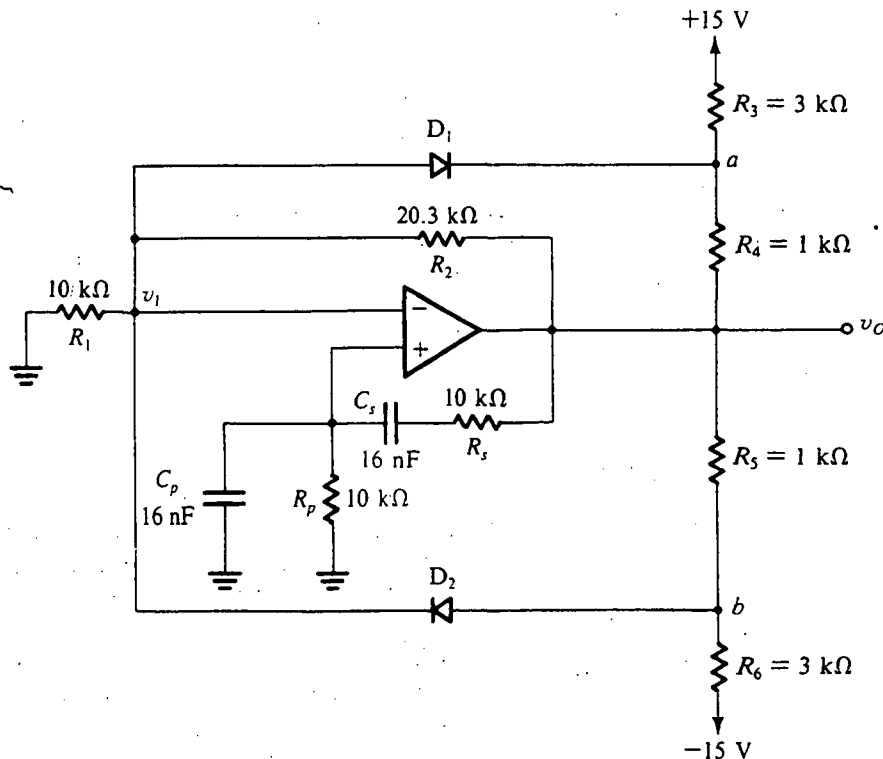 +15 V
R3 = 3 kΩ
D1
a
20.3 kΩ
R2
R4 = 1 kΩ
10 kΩ
v1
R1
−
+
vO
Cs
10 kΩ
16 nF
Rs
R5 = 1 kΩ
Cp
16 nF
Rp
10 kΩ
D2
b
R6 = 3 kΩ
−15 V